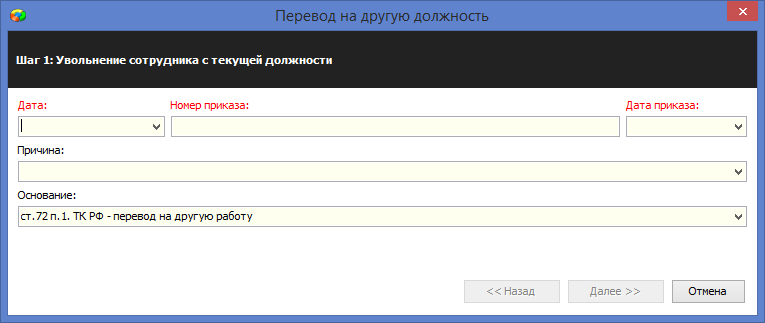 Перевод на другую должность
Шаг 1: Увольнение сотрудника с текущей должности
Дата: Номер приказа: Дата приказа:
Причина:
Основание:
ст.72 п.1. ТК РФ - перевод на другую работу
<< Назад Далее >> Отмена